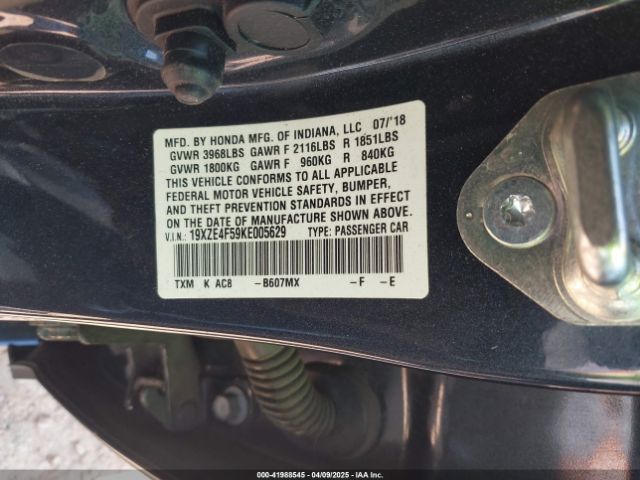 MFD. BY HONDA MFG. OF INDIANA, LLC 07/'18
GVWR 3968LBS GAWR F 2116LBS R 1851LBS
GVWR 1800KG GAWR F 960KG R 840KG
THIS VEHICLE CONFORMS TO ALL APPLICABLE
FEDERAL MOTOR VEHICLE SAFETY, BUMPER,
AND THEFT PREVENTION STANDARDS IN EFFECT
ON THE DATE OF MANUFACTURE SHOWN ABOVE.
V.I.N.: 19XZE4F59KE005629 TYPE: PASSENGER CAR
TXM K AC8 -B607MX -F -E
000-41988545 - 04/09/2025 - IAA Inc.